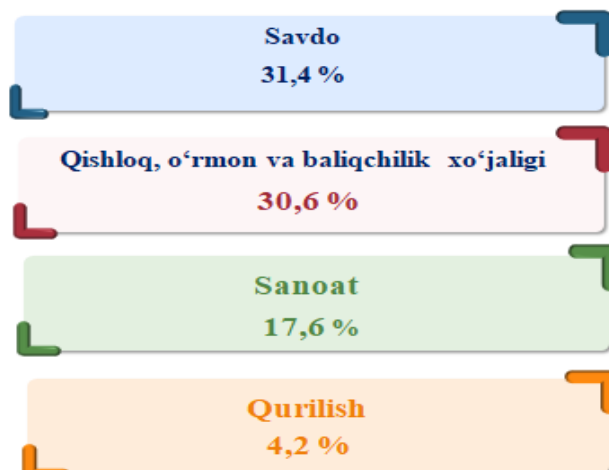 Savdo
31,4 %
Qishloq, o‘rmon va baliqchilik xo‘jaligi
30,6 %
Sanoat
17,6 %
Qurilish
4,2 %